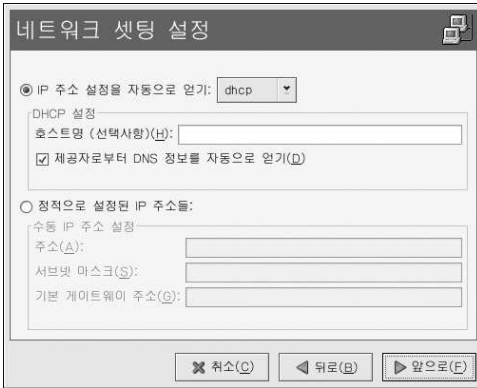 네트워크 셋팅 설정
IP 주소 설정을 자동으로 얻기: dhcp
DHCP 설정
호스트명 (선택사항)(H):
제공자로부터 DNS 정보를 자동으로 얻기(D)
정적으로 설정된 IP 주소들:
수동 IP 주소 설정
주소(A):
서브넷 마스크(S):
기본 게이트웨이 주소(G):
취소(C) 뒤로(B) 앞으로(F)